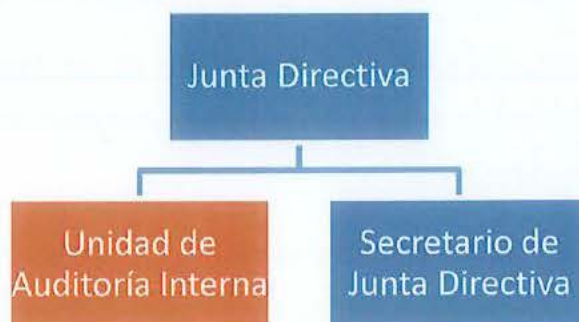 Junta Directiva
Unidad de
Auditoría Interna
Secretario de
Junta Directiva